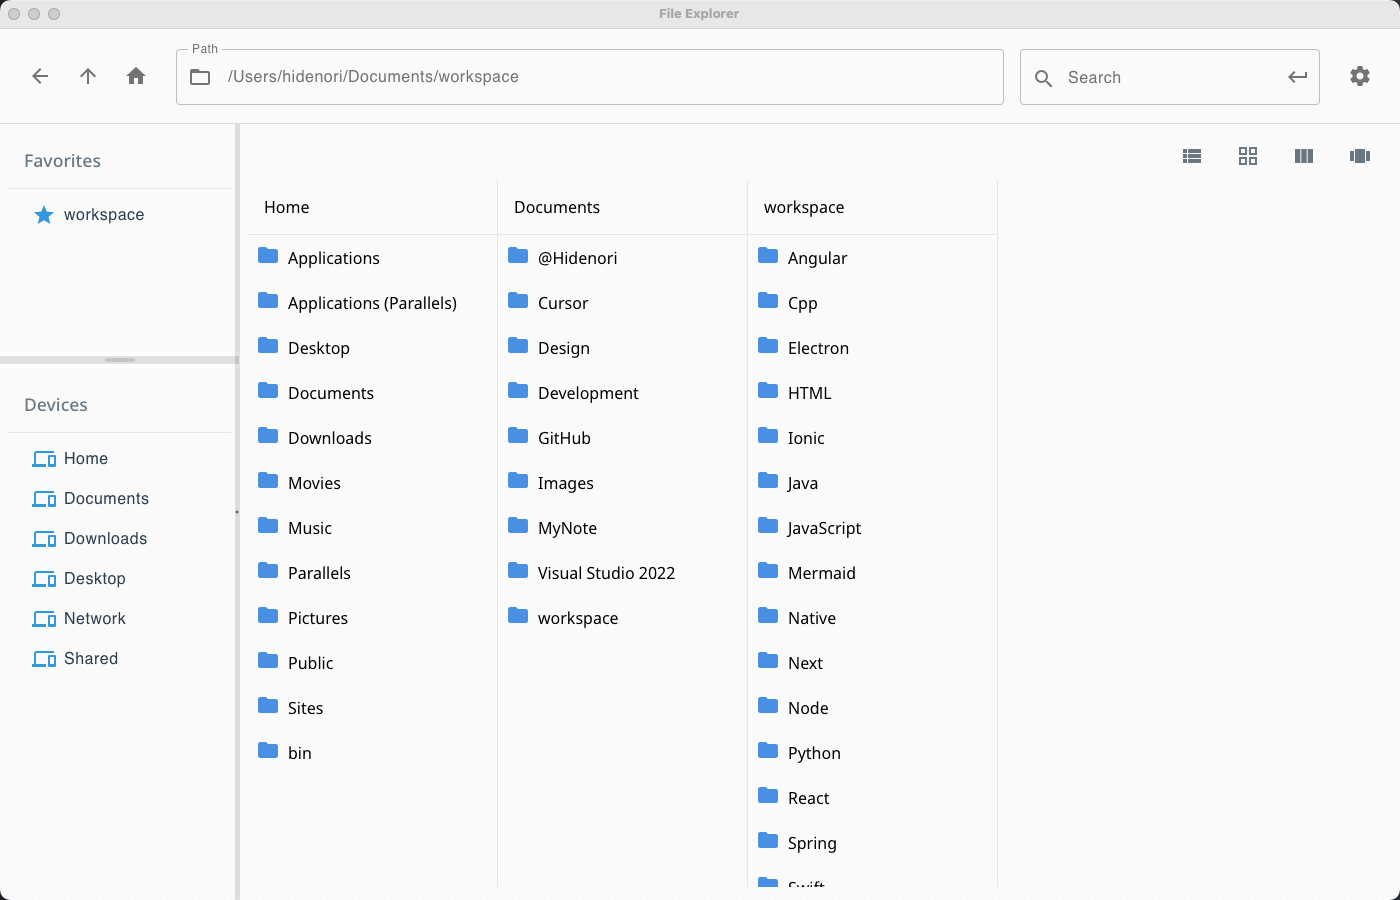 File Explorer
Path
/Users/hidenori/Documents/workspace
Search
Favorites
workspace
Devices
Home
Documents
Downloads
Desktop
Network
Shared
Home
Applications
Applications (Parallels)
Desktop
Documents
Downloads
Movies
Music
Parallels
Pictures
Public
Sites
bin
Documents
@Hidenori
Cursor
Design
Development
GitHub
Images
MyNote
Visual Studio 2022
workspace
workspace
Angular
Cpp
Electron
HTML
Ionic
Java
JavaScript
Mermaid
Native
Next
Node
Python
React
Spring
Swift